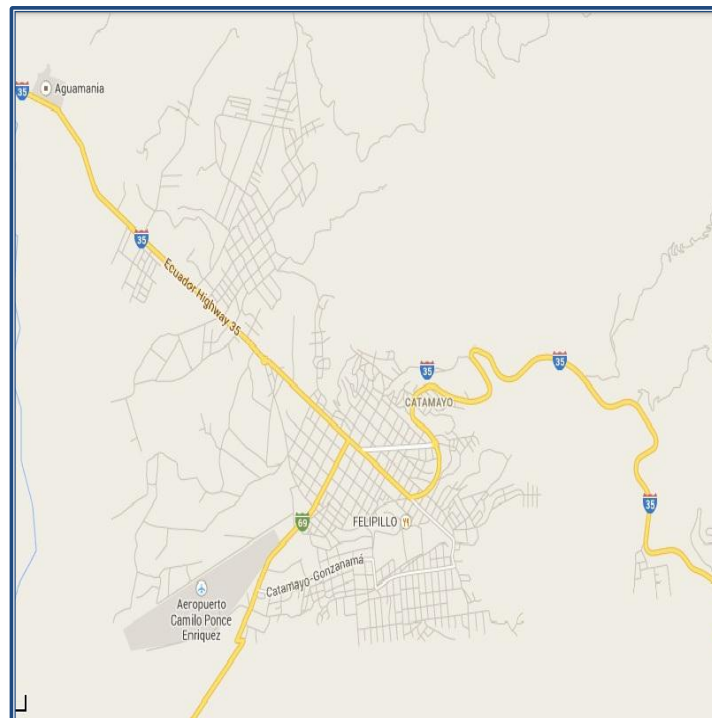 35
Aguamania
35
Ecuador Highway 35
35
35
CATAMAYO
69
FELIPILLO
35
Catamayo-Gonzanamá
Aeropuerto
Camilo Ponce
Enriquez